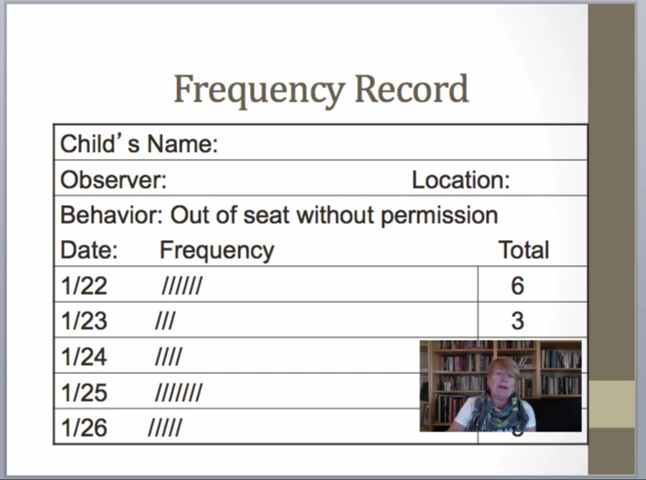 Frequency Record
Child's Name:
Observer: Location:
Behavior: Out of seat without permission
Date: Frequency Total
1/22 ////// 6
1/23 /// 3
1/24 ////
1/25 ///////
1/26 /////